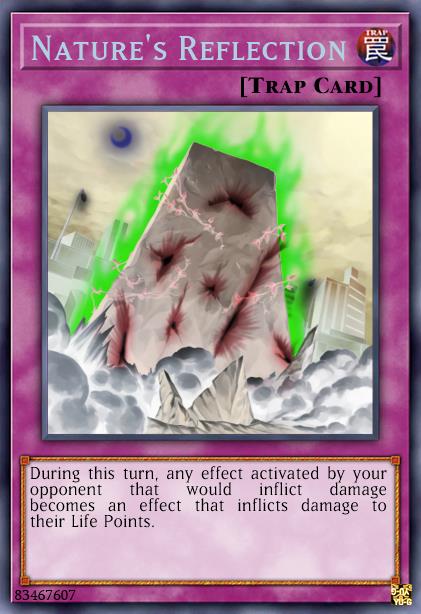 Nature's Reflection
TRAP
罠
[Trap Card]
During this turn, any effect activated by your
opponent that would inflict damage
becomes an effect that inflicts damage to
their Life Points.
83467607